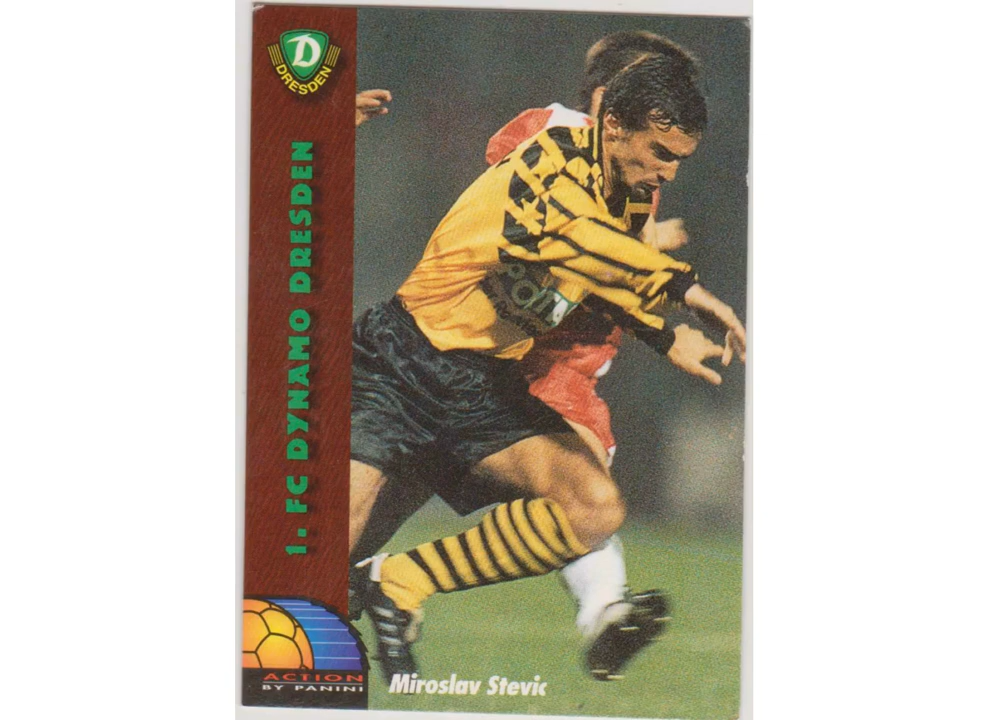 D
DRESDEN
1. FC DYNAMO DRESDEN
ACTION
BY PANINI
Miroslav Stevic